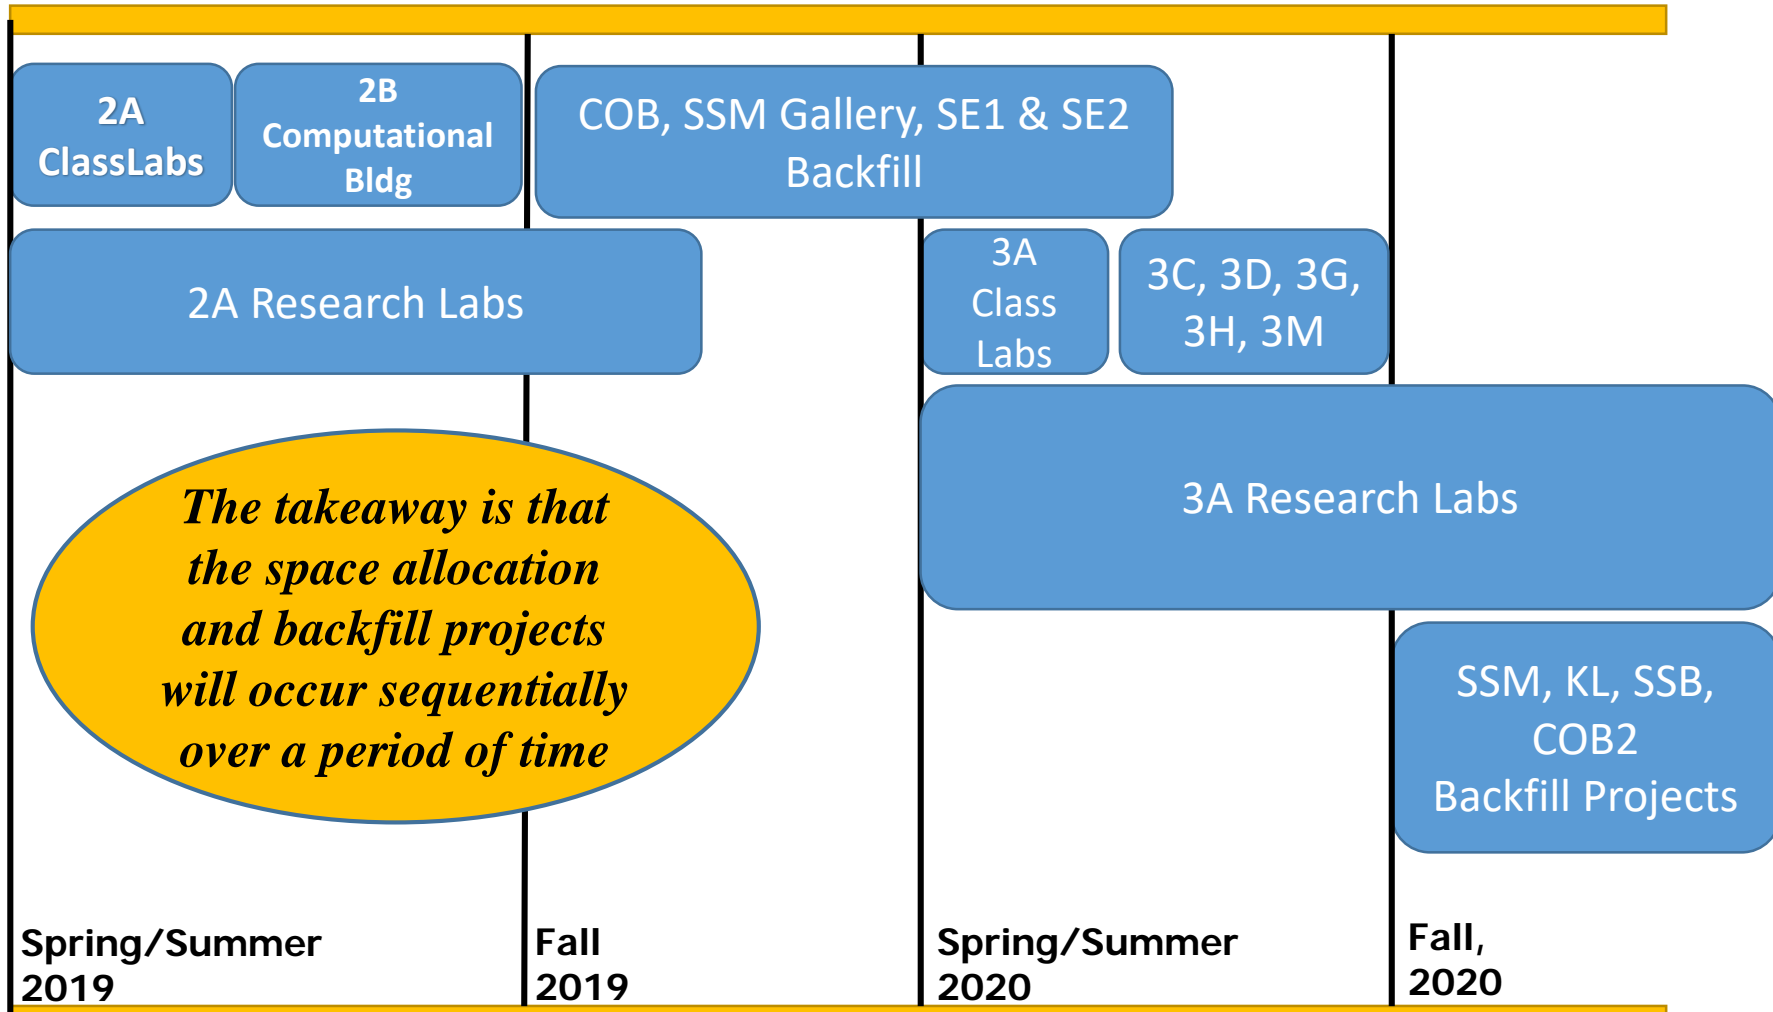 2A
ClassLabs
2B
Computational
Bldg
COB, SSM Gallery, SE1 & SE2
Backfill
2A Research Labs
3A
Class
Labs
3C, 3D, 3G,
3H, 3M
3A Research Labs
The takeaway is that
the space allocation
and backfill projects
will occur sequentially
over a period of time
SSM, KL, SSB,
COB2
Backfill Projects
Spring/Summer
2019
Fall
2019
Spring/Summer
2020
Fall,
2020